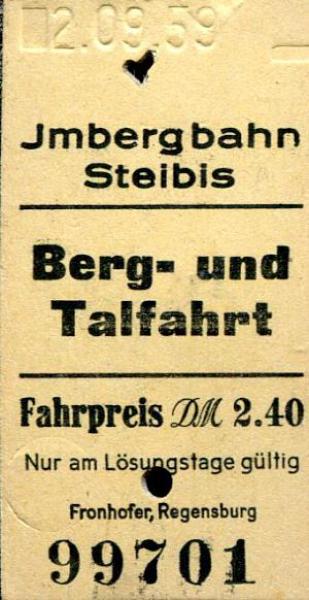 2.09.59
Jmbergbahn
Steibis
Berg- und
Talfahrt
Fahrpreis DM 2.40
Nur am Lösungstage gültig
Fronhofer, Regensburg
99701